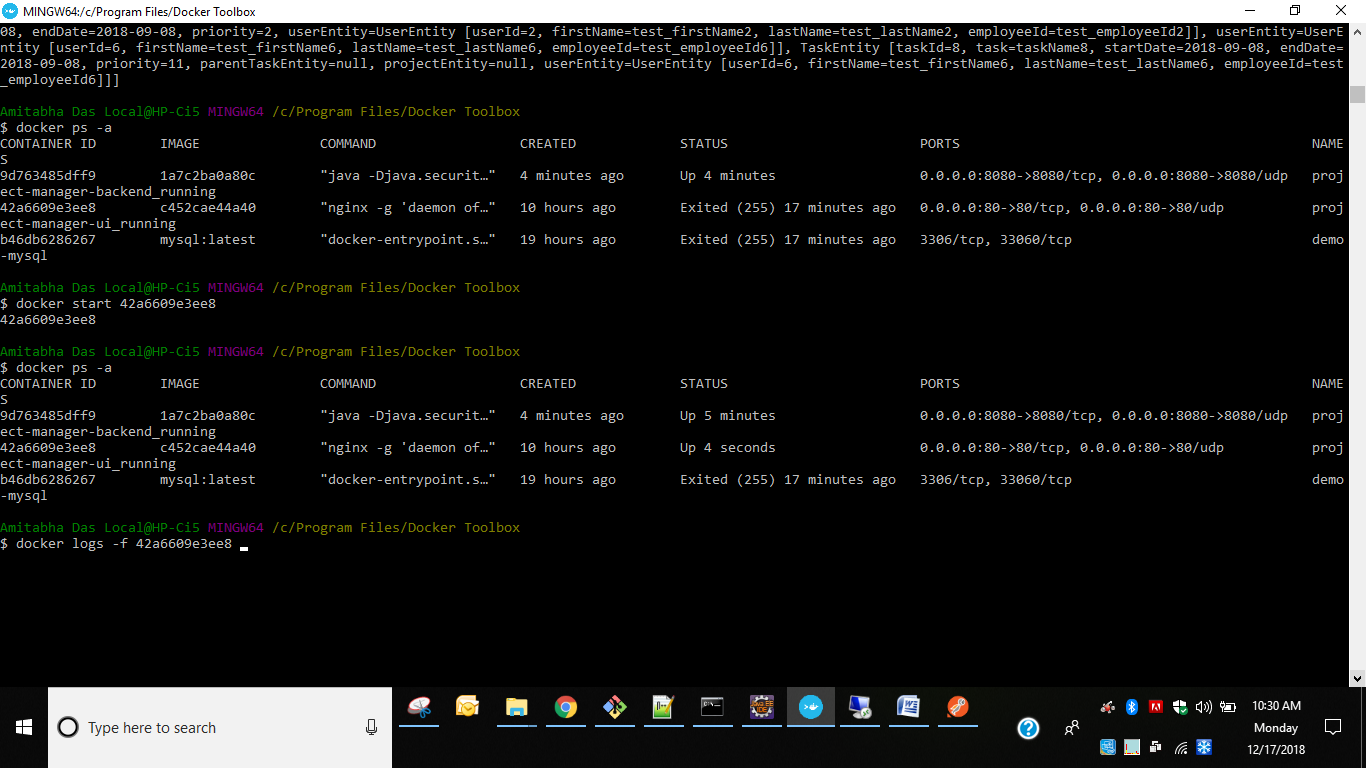 MINGW64:/c/Program Files/Docker Toolbox
08, endDate=2018-09-08, priority=2, userEntity=UserEntity [userId=2, firstName=test_firstName2, lastName=test_lastName2, employeeId=test_employeeId2]], userEntity=UserE
ntity [userId=6, firstName=test_firstName6, lastName=test_lastName6, employeeId=test_employeeId6]], TaskEntity [taskId=8, task=taskName8, startDate=2018-09-08, endDate=
2018-09-08, priority=11, parentTaskEntity=null, projectEntity=null, userEntity=UserEntity [userId=6, firstName=test_firstName6, lastName=test_lastName6, employeeId=test
_employeeId6]]]
Amitabha Das Local@HP-Ci5 MINGW64 /c/Program Files/Docker Toolbox
$ docker ps -a
CONTAINER ID IMAGE COMMAND CREATED STATUS PORTS NAME
S
9d763485dff9 1a7c2ba0a80c "java -Djava.securit…" 4 minutes ago Up 4 minutes 0.0.0.0:8080->8080/tcp, 0.0.0.0:8080->8080/udp proj
ect-manager-backend_running
42a6609e3ee8 c452cae44a40 "nginx -g 'daemon of…" 10 hours ago Exited (255) 17 minutes ago 0.0.0.0:80->80/tcp, 0.0.0.0:80->80/udp proj
ect-manager-ui_running
b46db6286267 mysql:latest "docker-entrypoint.s…" 19 hours ago Exited (255) 17 minutes ago 3306/tcp, 33060/tcp demo
-mysql
Amitabha Das Local@HP-Ci5 MINGW64 /c/Program Files/Docker Toolbox
$ docker start 42a6609e3ee8
42a6609e3ee8
Amitabha Das Local@HP-Ci5 MINGW64 /c/Program Files/Docker Toolbox
$ docker ps -a
CONTAINER ID IMAGE COMMAND CREATED STATUS PORTS NAME
S
9d763485dff9 1a7c2ba0a80c "java -Djava.securit…" 4 minutes ago Up 5 minutes 0.0.0.0:8080->8080/tcp, 0.0.0.0:8080->8080/udp proj
ect-manager-backend_running
42a6609e3ee8 c452cae44a40 "nginx -g 'daemon of…" 10 hours ago Up 4 seconds 0.0.0.0:80->80/tcp, 0.0.0.0:80->80/udp proj
ect-manager-ui_running
b46db6286267 mysql:latest "docker-entrypoint.s…" 19 hours ago Exited (255) 17 minutes ago 3306/tcp, 33060/tcp demo
-mysql
Amitabha Das Local@HP-Ci5 MINGW64 /c/Program Files/Docker Toolbox
$ docker logs -f 42a6609e3ee8
Type here to search
10:30 AM
Monday
12/17/2018